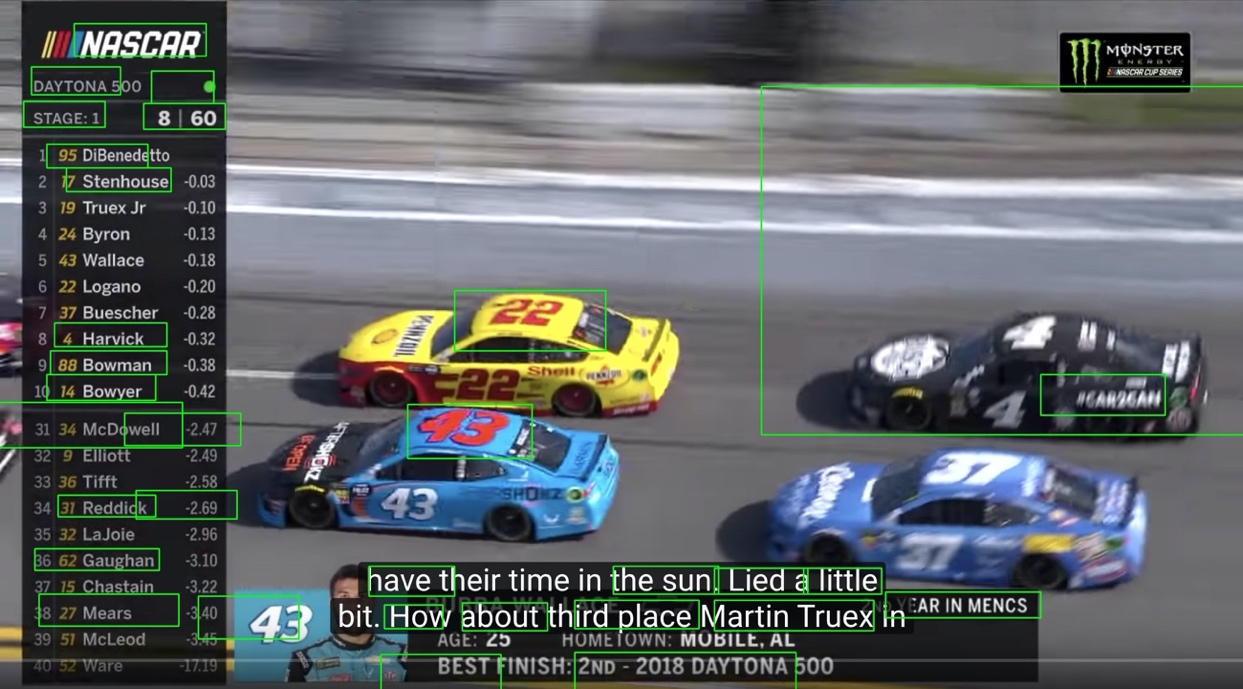 NASCAR
DAYTONA 500
STAGE: 1 8 | 60
1 95 DiBenedetto
2 17 Stenhouse -0.03
3 19 Truex Jr -0.10
4 24 Byron -0.13
5 43 Wallace -0.18
6 22 Logano -0.20
7 37 Buescher -0.28
8 4 Harvick -0.32
9 88 Bowman -0.38
10 14 Bowyer -0.42
31 34 McDowell -2.47
32 9 Elliott -2.49
33 36 Tifft -2.58
34 31 Reddick -2.69
35 32 LaJoie -2.96
36 62 Gaughan -3.10
37 15 Chastain -3.22
38 27 Mears -3.40
39 51 McLeod -3.45
40 52 Ware -17.19
MONSTER
ENERGY
NASCAR CUP SERIES
22
PENNZOIL
Shell
PENNZOIL
22
4
4
43
43
37
37
have their time in the sun. Lied a little
bit. How about third place Martin Truex in
43
BUBBA WALLACE
YEAR IN MENCS
AGE: 25 HOMETOWN: MOBILE, AL
BEST FINISH: 2ND - 2018 DAYTONA 500